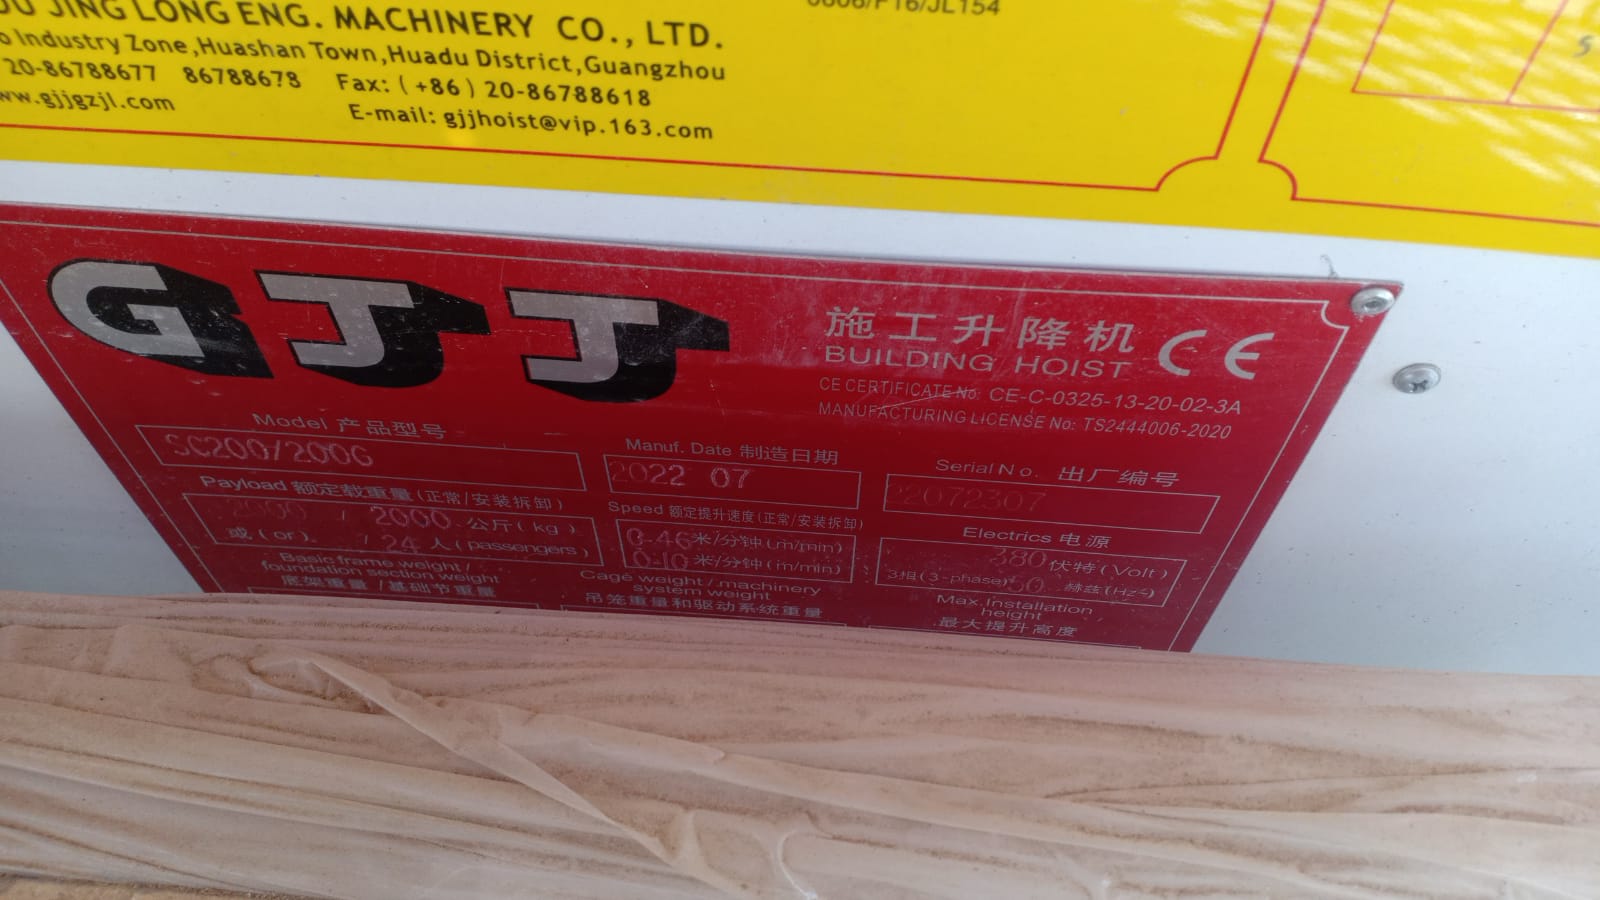 JING LONG ENG. MACHINERY CO., LTD.
Industry Zone,Huashan Town,Huadu District,Guangzhou
20-86788677 86788678 Fax: (+86) 20-86788618
www.gjjgzjl.com
E-mail: gjjhoist@vip.163.com
GJJ
施工升降机 CE
BUILDING HOIST
CE CERTIFICATE No: CE-C-0325-13-20-02-3A
MANUFACTURING LICENSE No: TS2444006-2020
Model 产品型号
SC200/200G
Manuf. Date 制造日期
2022 07
Serial No. 出厂编号
22072307
Payload 额定载重量(正常/安装拆卸)
2000 / 2000 公斤(kg)
或(or) / 24 人(passengers)
Speed 额定提升速度(正常/安装拆卸)
0-46 米/分钟(m/min)
0-10 米/分钟(m/min)
Electrics 电源
380 伏特(Volt)
3相(3-phase) 50 赫兹(Hz)
Basic frame weight/
foundation section weight
底架重量/基础节重量
Cage weight/machinery
system weight
吊笼重量和驱动系统重量
Max.installation
height
最大提升高度